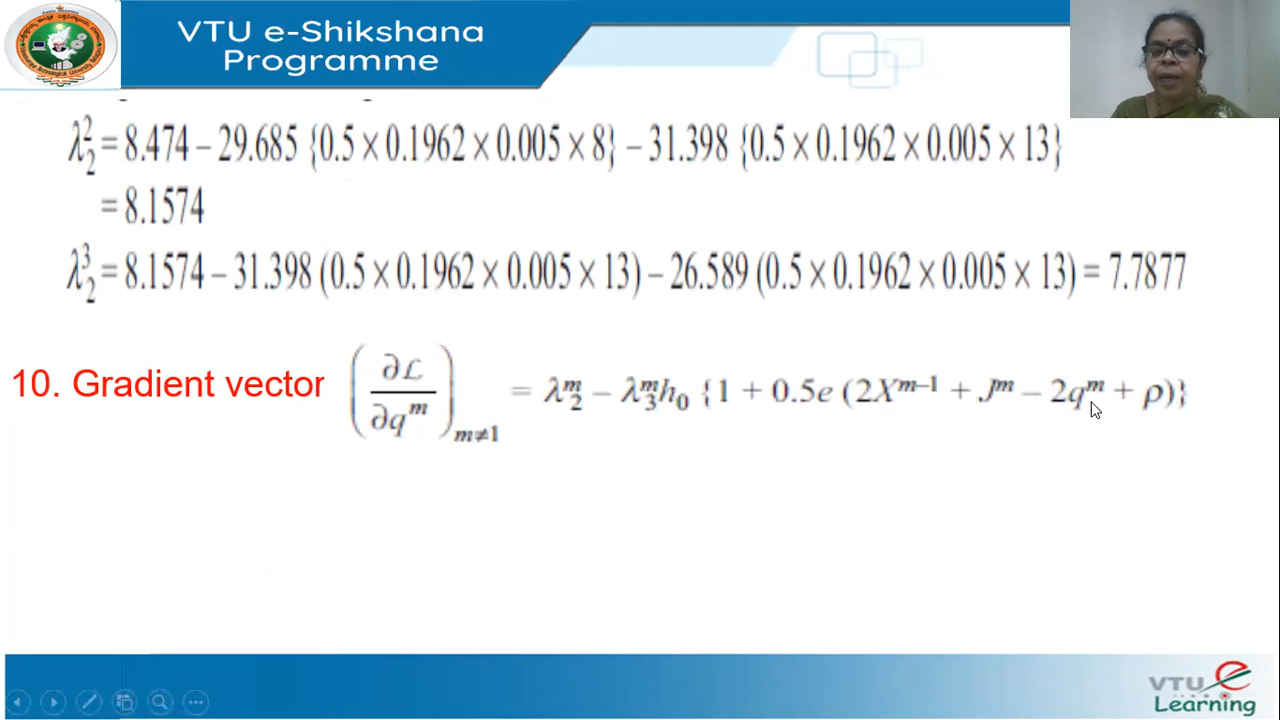 VTU e-Shikshana
Programme
λ₂² = 8.474 – 29.685 {0.5 × 0.1962 × 0.005 × 8} – 31.398 {0.5 × 0.1962 × 0.005 × 13}
= 8.1574
λ₂³ = 8.1574 – 31.398 (0.5 × 0.1962 × 0.005 × 13) – 26.589 (0.5 × 0.1962 × 0.005 × 13) = 7.7877
10. Gradient vector (∂ℒ/∂qᵐ)ₘ≠₁ = λ₂ᵐ – λ₃ᵐh₀ {1 + 0.5e (2Xᵐ⁻¹ + Jᵐ – 2qᵐ + ρ)}
VTU e
Learning